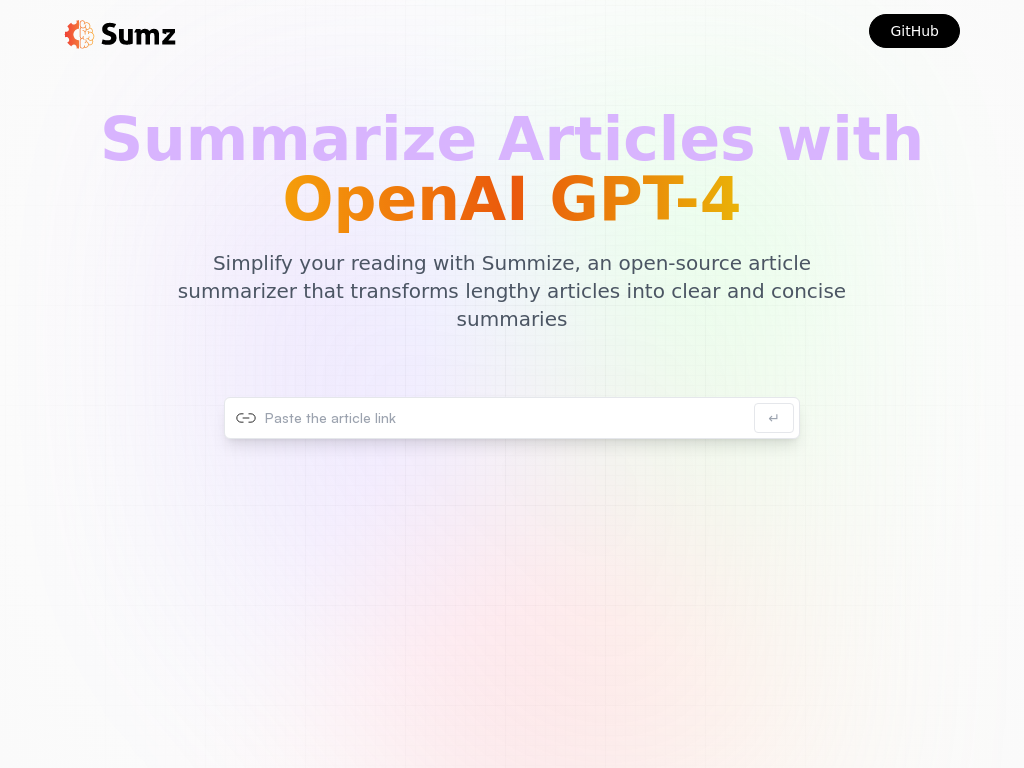 Sumz
GitHub
Summarize Articles with
OpenAI GPT-4
Simplify your reading with Summize, an open-source article
summarizer that transforms lengthy articles into clear and concise
summaries
Paste the article link
↵